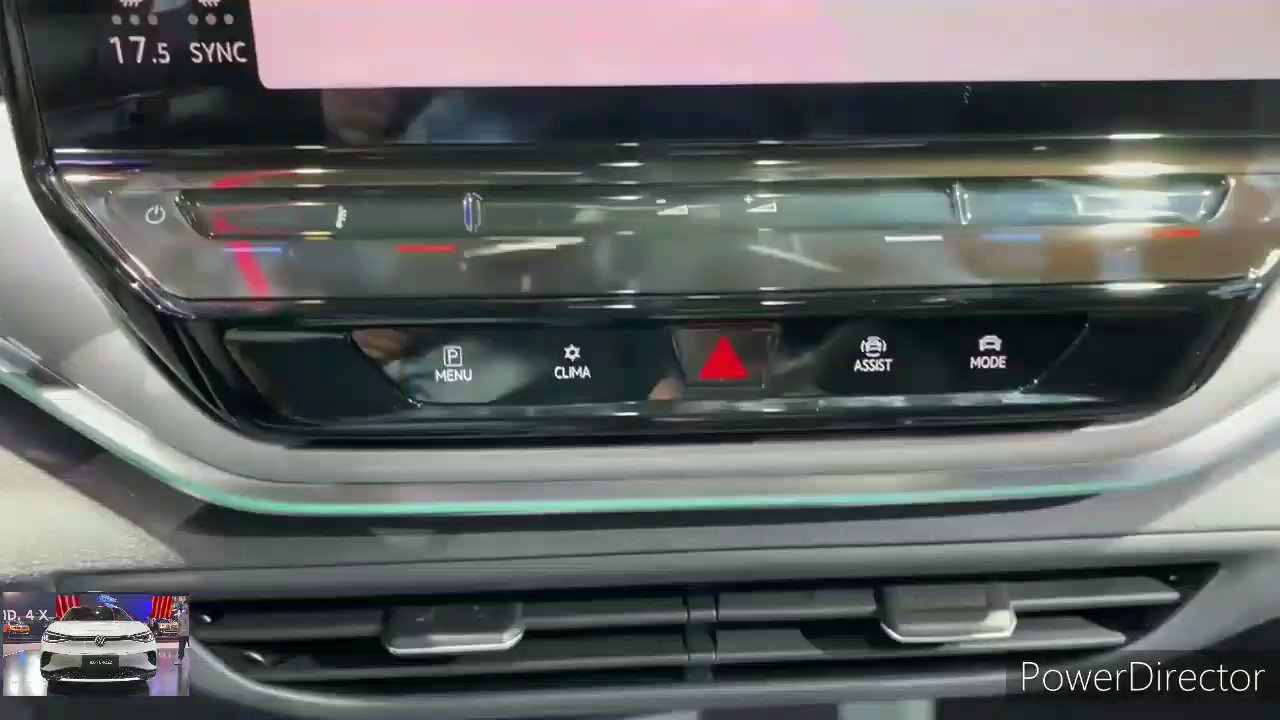 17.5 SYNC
P
MENU
CLIMA
ASSIST
MODE
ID. 4 X
PowerDirector